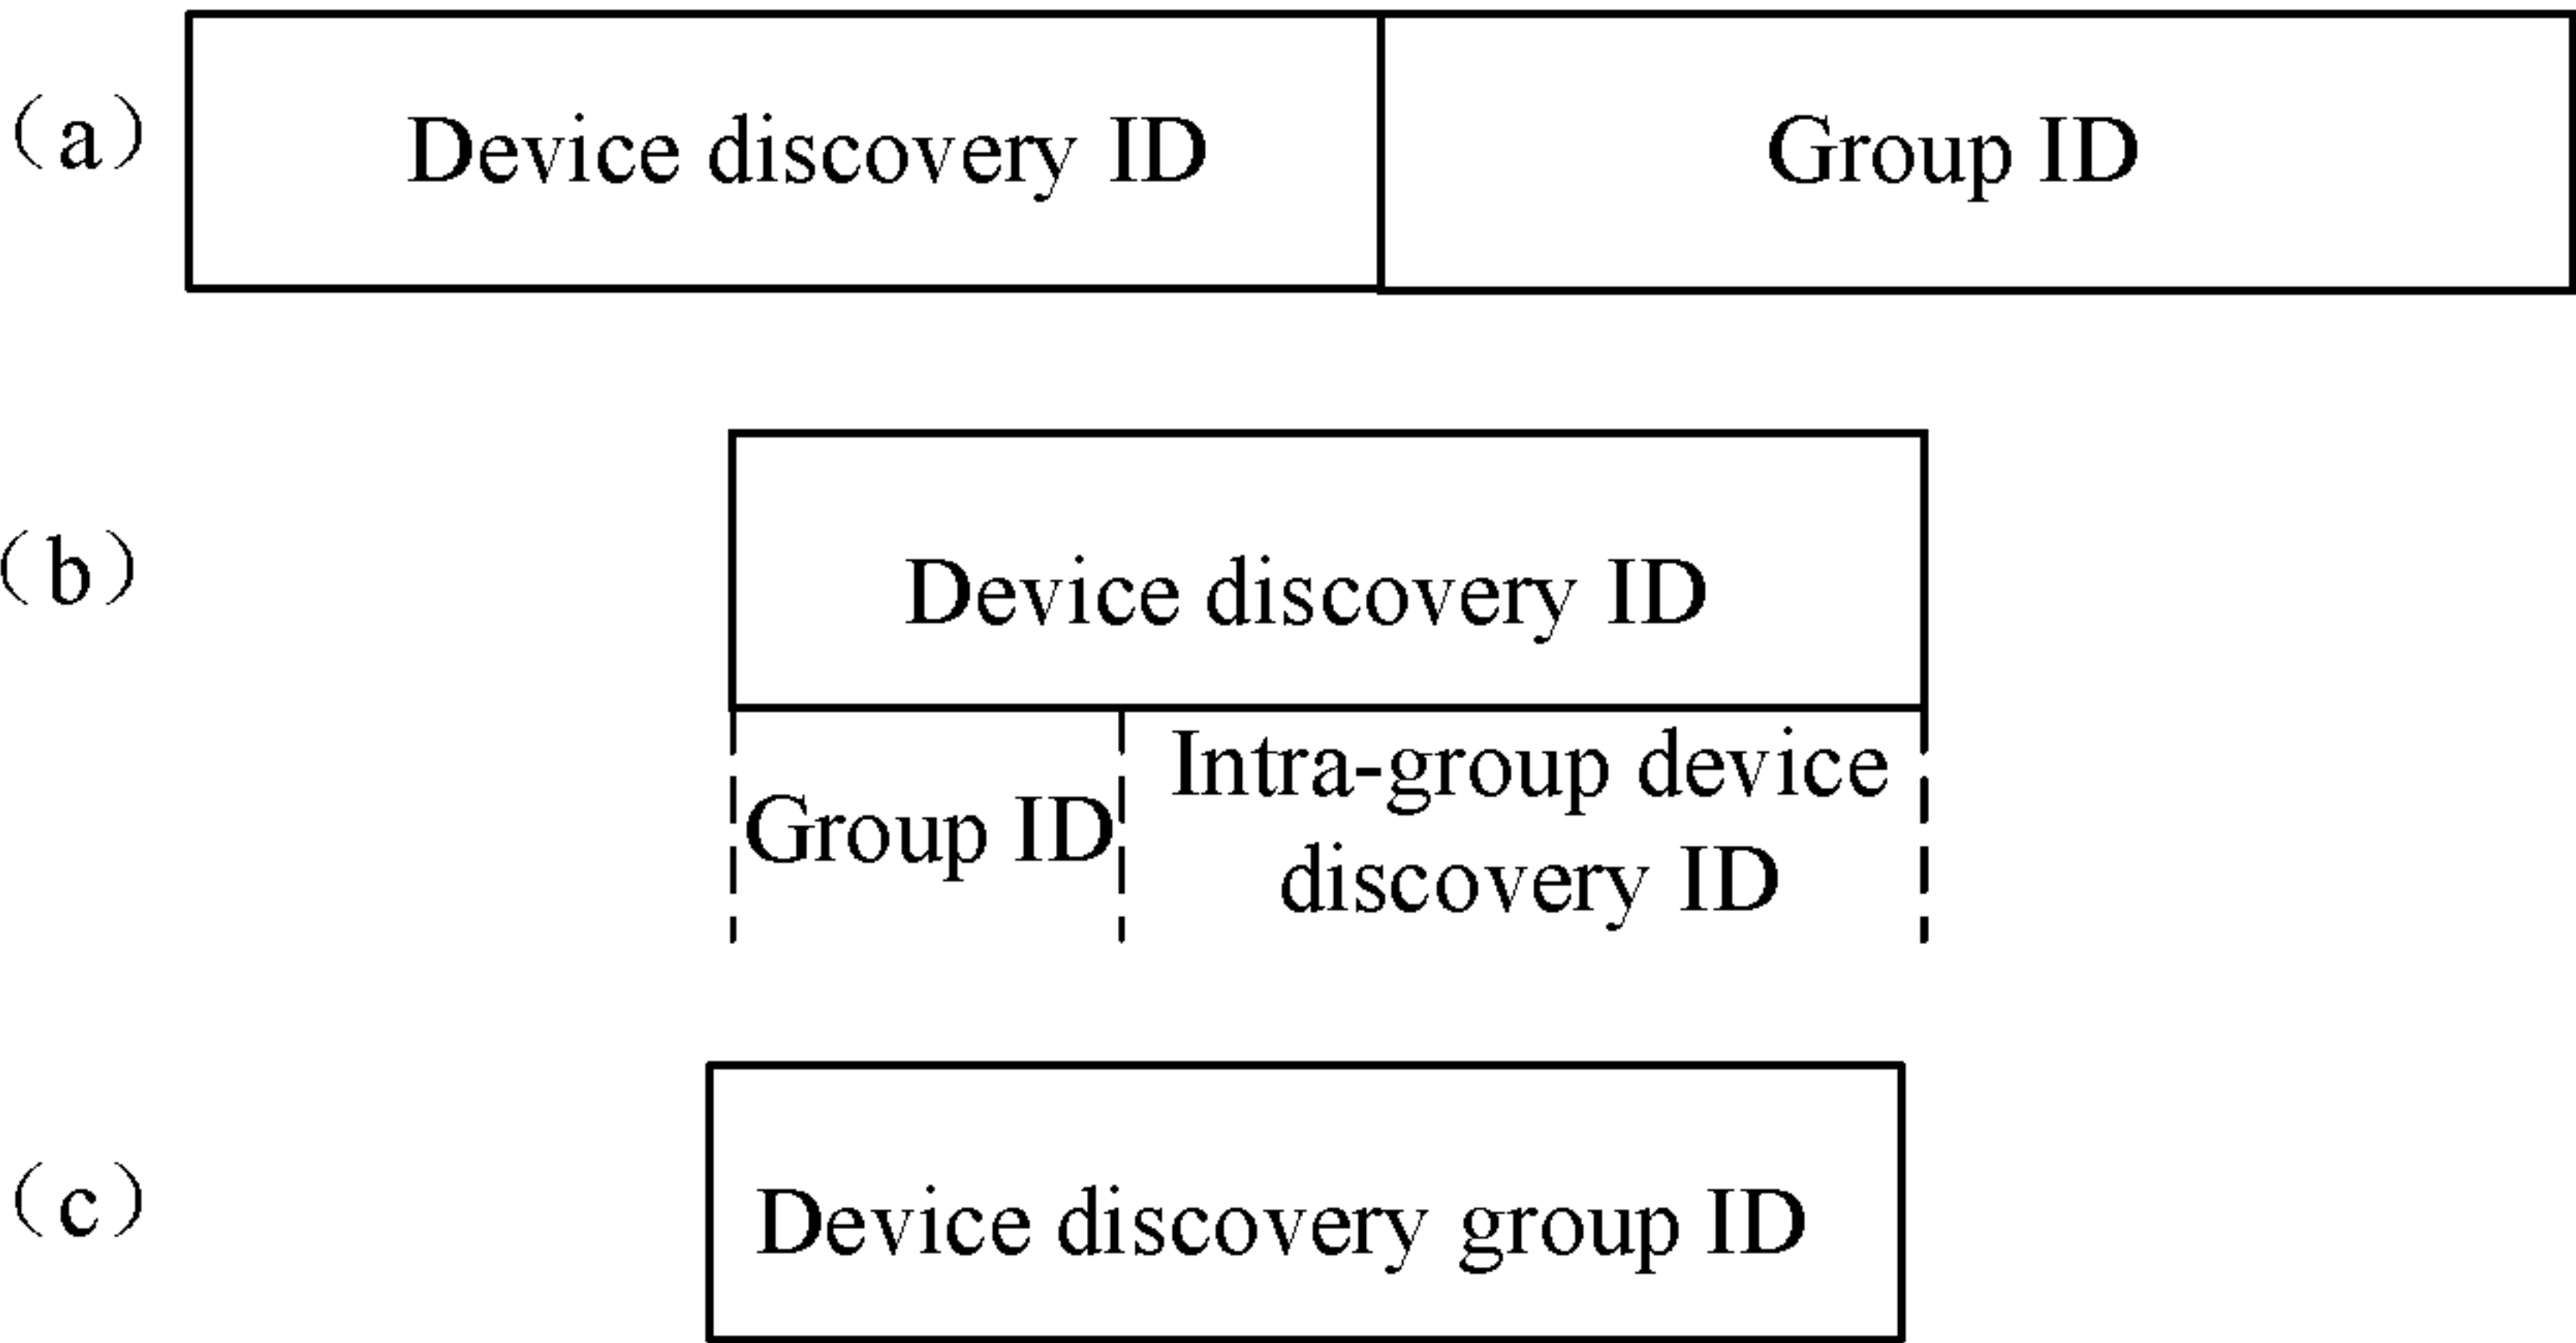 (a) Device discovery ID Group ID
(b) Device discovery ID
Group ID Intra-group device
discovery ID
(c) Device discovery group ID